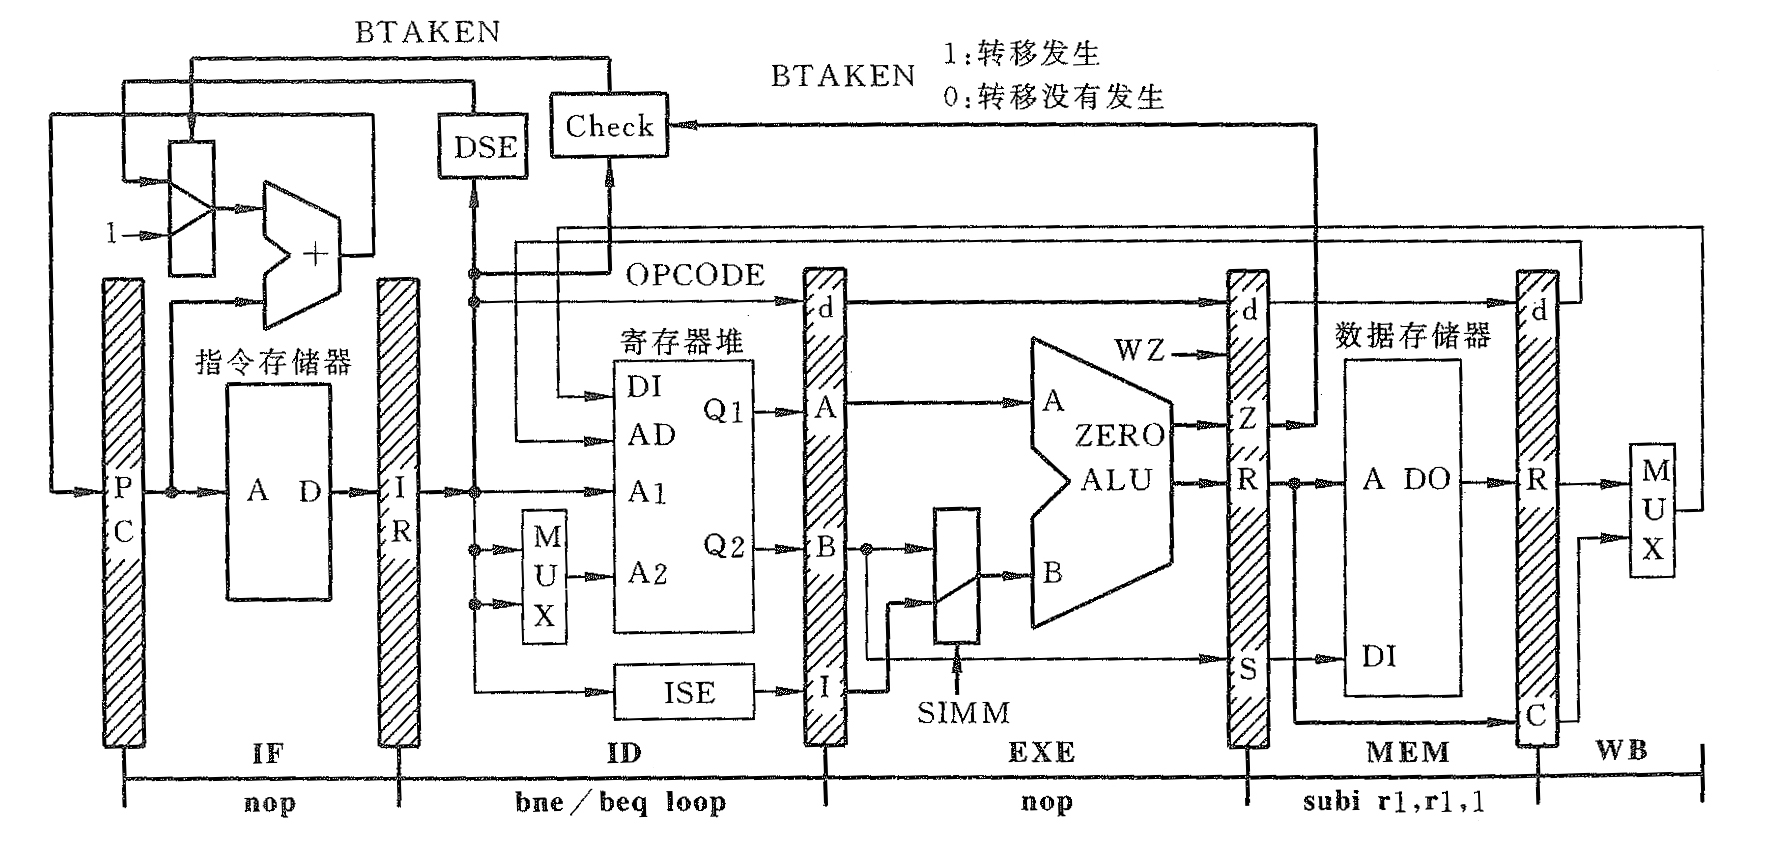 BTAKEN
BTAKEN
1:转移发生
0:转移没有发生
Check
DSE
1
+
OPCODE
d
d
d
寄存器堆
指令存储器
WZ
数据存储器
DI
Q1
A
A
Z
AD
ZERO
P
C
A
D
I
R
A1
ALU
R
A
DO
R
M
U
X
M
U
X
Q2
A2
B
B
DI
ISE
I
SIMM
S
C
IF
ID
EXE
MEM
WB
nop
bne/beq loop
nop
subi r1,r1,1